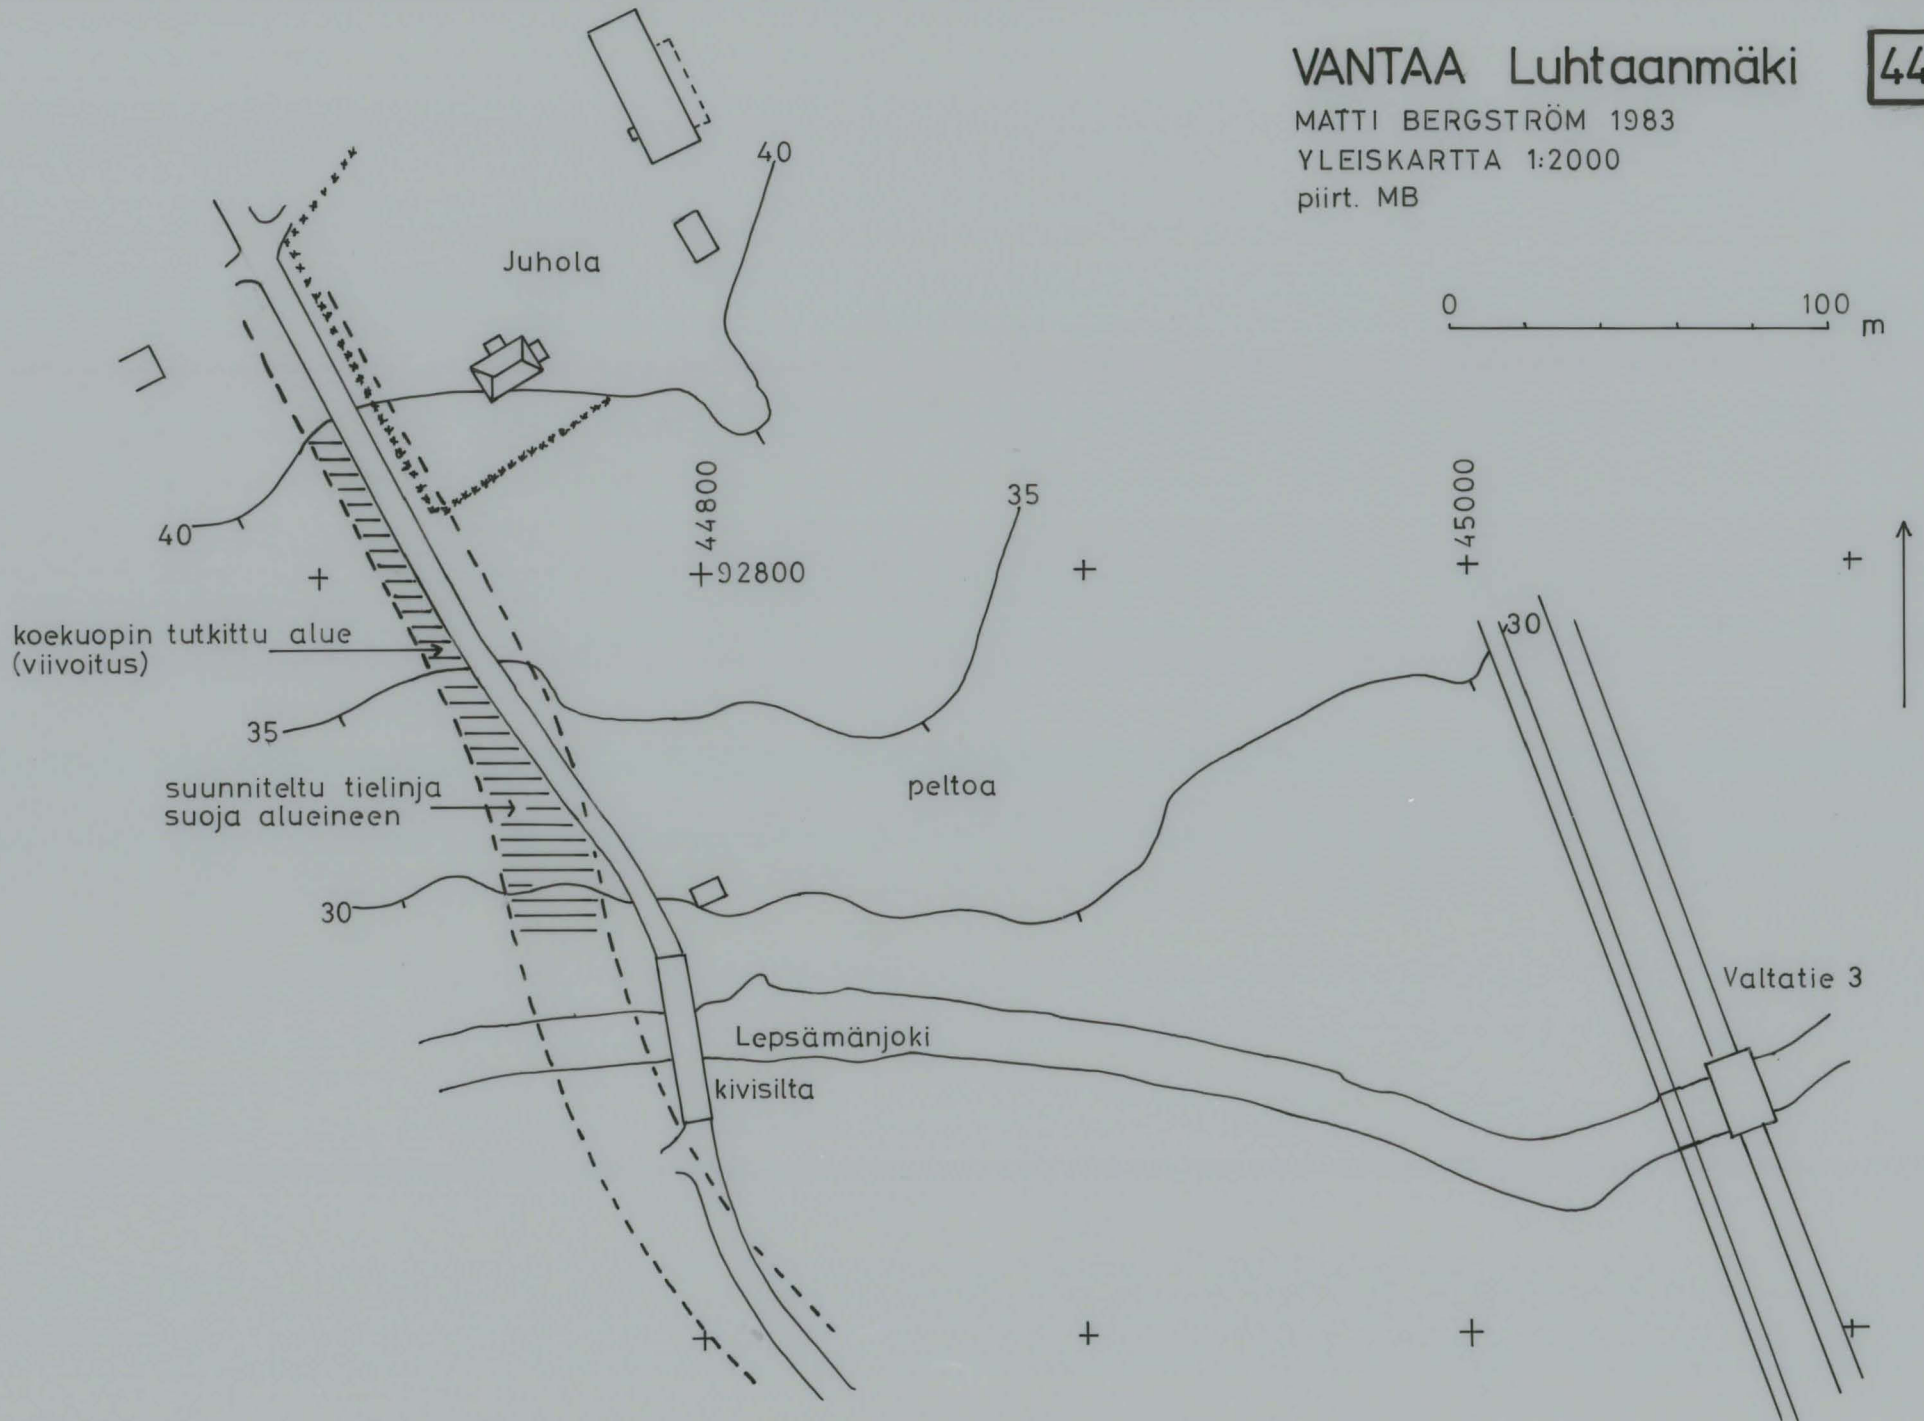 VANTAA Luhtaanmäki 44
MATTI BERGSTRÖM 1983
YLEISKARTTA 1:2000
piirt. MB
40
Juhola
0 100 m
44800
35
45000
40
92800
30
koekuopin tutkittu alue
(viivoitus)
35
suunniteltu tielinja
suoja alueineen
peltoa
30
Valtatie 3
Lepsämänjoki
kivisilta